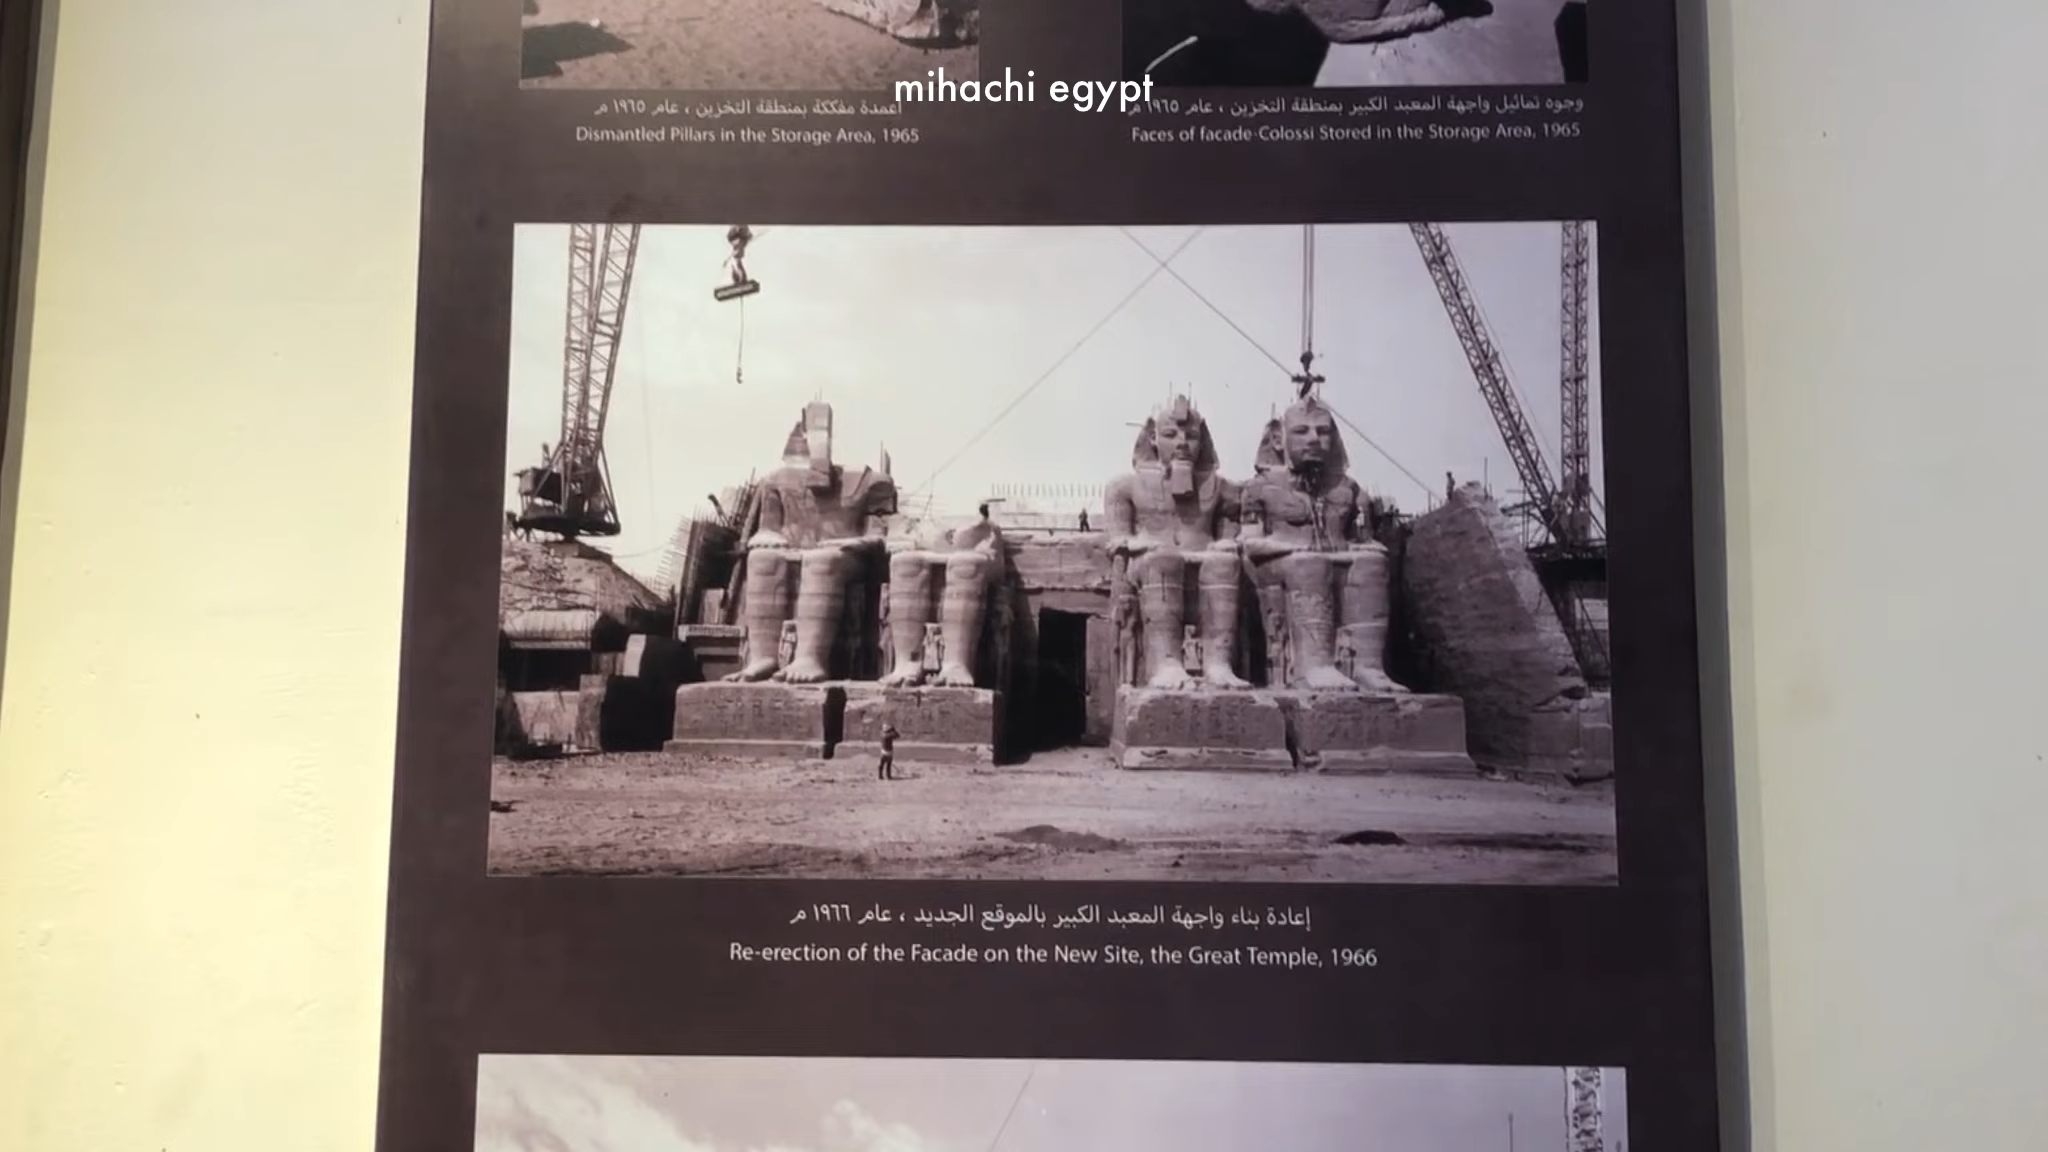 mihachi egypt
أعمدة مفككة بمنطقة التخزين ، عام ١٩٦٥ م
Dismantled Pillars in the Storage Area, 1965
وجوه تماثيل واجهة المعبد الكبير بمنطقة التخزين ، عام ١٩٦٥ م
Faces of facade-Colossi Stored in the Storage Area, 1965
إعادة بناء واجهة المعبد الكبير بالموقع الجديد ، عام ١٩٦٦ م
Re-erection of the Facade on the New Site, the Great Temple, 1966